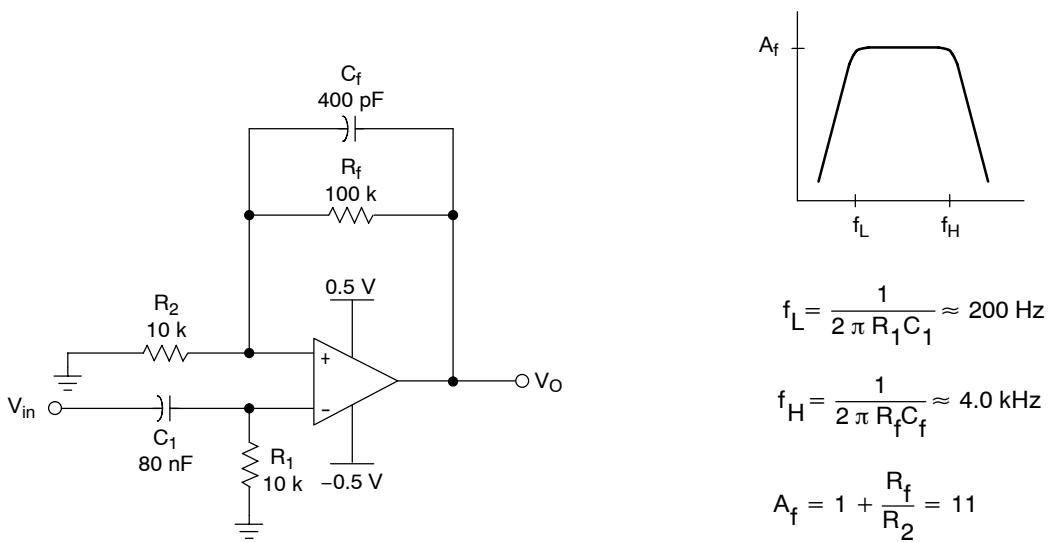 C_f
400 pF
R_f
100 k
0.5 V
R_2
10 k
+
−
V_in
V_O
C_1
80 nF
R_1
10 k
−0.5 V
A_f
f_L
f_H
f_L = 1 / (2 π R_1C_1) ≈ 200 Hz
f_H = 1 / (2 π R_fC_f) ≈ 4.0 kHz
A_f = 1 + R_f / R_2 = 11